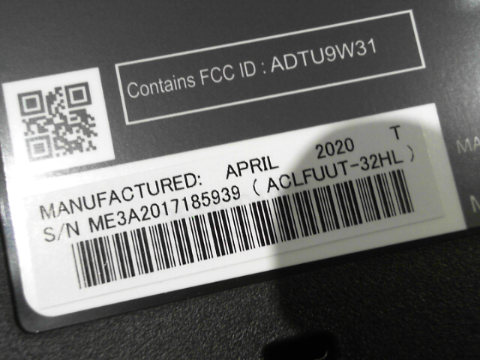 Contains FCC ID : ADTU9W31
MANUFACTURED: APRIL 2020 T
S/N ME3A2017185939 ( ACLFUUT-32HL )